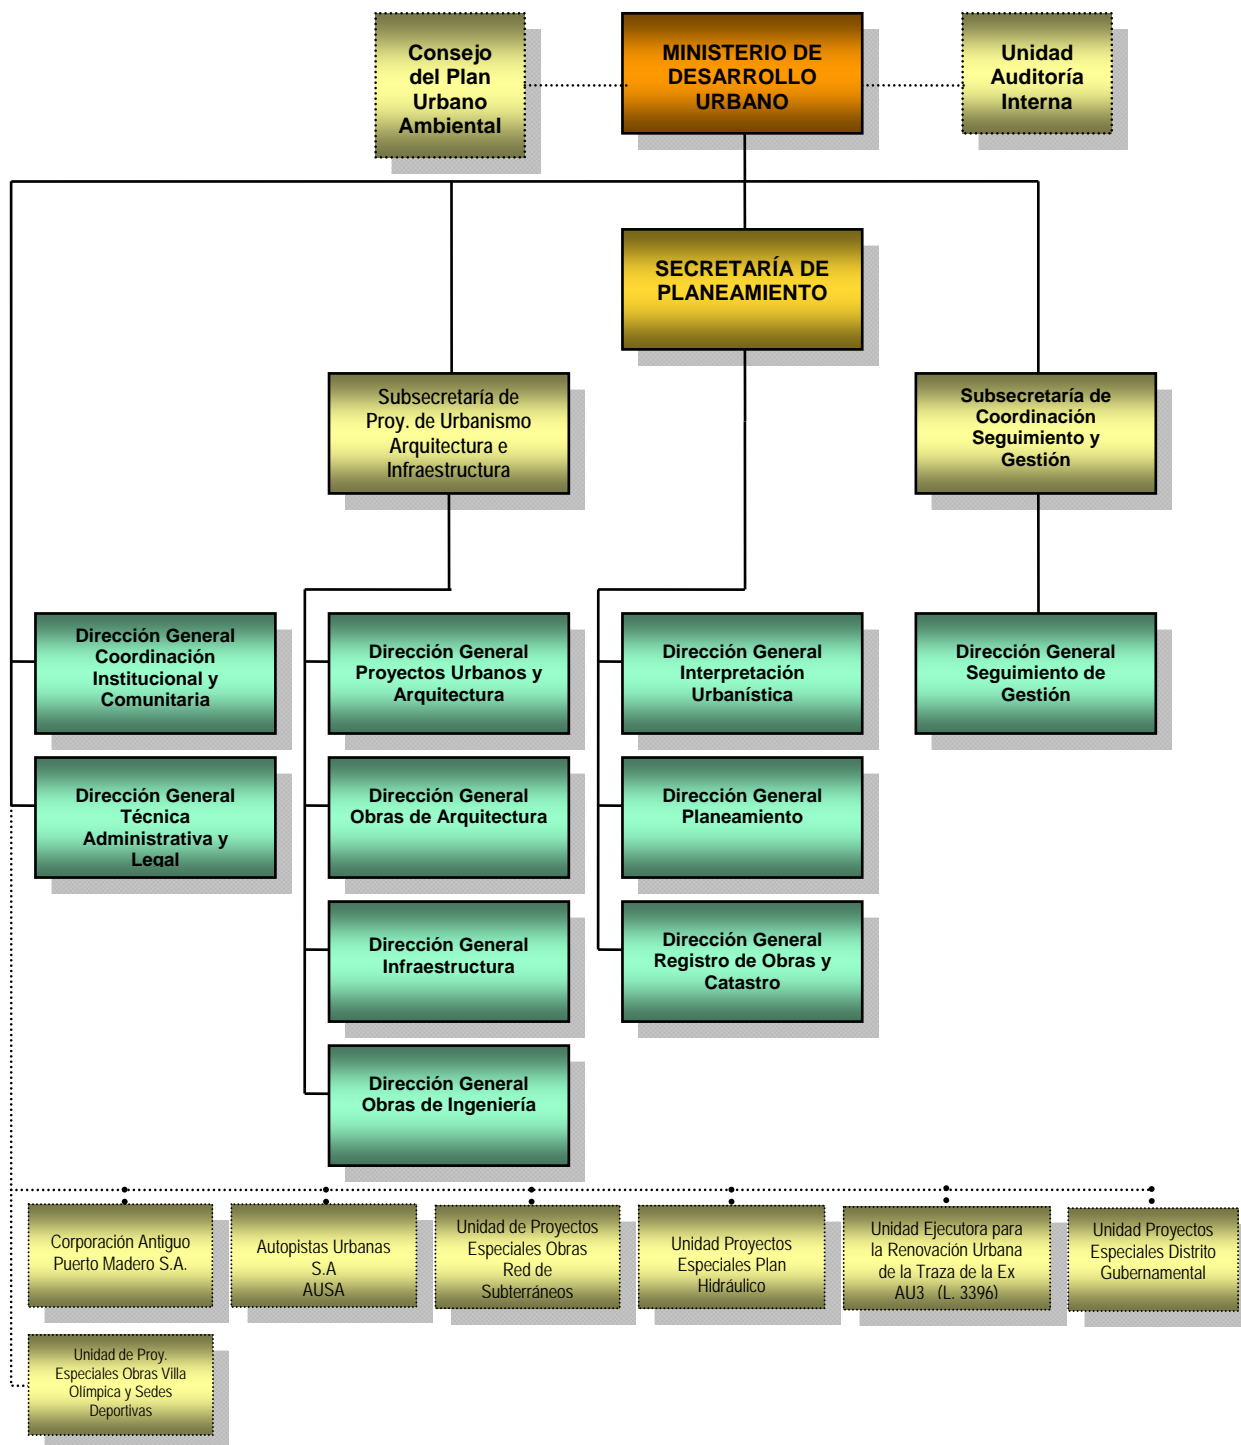 Consejo
del Plan
Urbano
Ambiental
MINISTERIO DE
DESARROLLO
URBANO
Unidad
Auditoría
Interna
SECRETARÍA DE
PLANEAMIENTO
Subsecretaría de
Proy. de Urbanismo
Arquitectura e
Infraestructura
Subsecretaría de
Coordinación
Seguimiento y
Gestión
Dirección General
Coordinación
Institucional y
Comunitaria
Dirección General
Proyectos Urbanos y
Arquitectura
Dirección General
Interpretación
Urbanística
Dirección General
Seguimiento de
Gestión
Dirección General
Técnica
Administrativa y
Legal
Dirección General
Obras de Arquitectura
Dirección General
Planeamiento
Dirección General
Infraestructura
Dirección General
Registro de Obras y
Catastro
Dirección General
Obras de Ingeniería
Corporación Antiguo
Puerto Madero S.A.
Autopistas Urbanas
S.A
AUSA
Unidad de Proyectos
Especiales Obras
Red de
Subterráneos
Unidad Proyectos
Especiales Plan
Hidráulico
Unidad Ejecutora para
la Renovación Urbana
de la Traza de la Ex
AU3 (L. 3396)
Unidad Proyectos
Especiales Distrito
Gubernamental
Unidad de Proy.
Especiales Obras Villa
Olímpica y Sedes
Deportivas